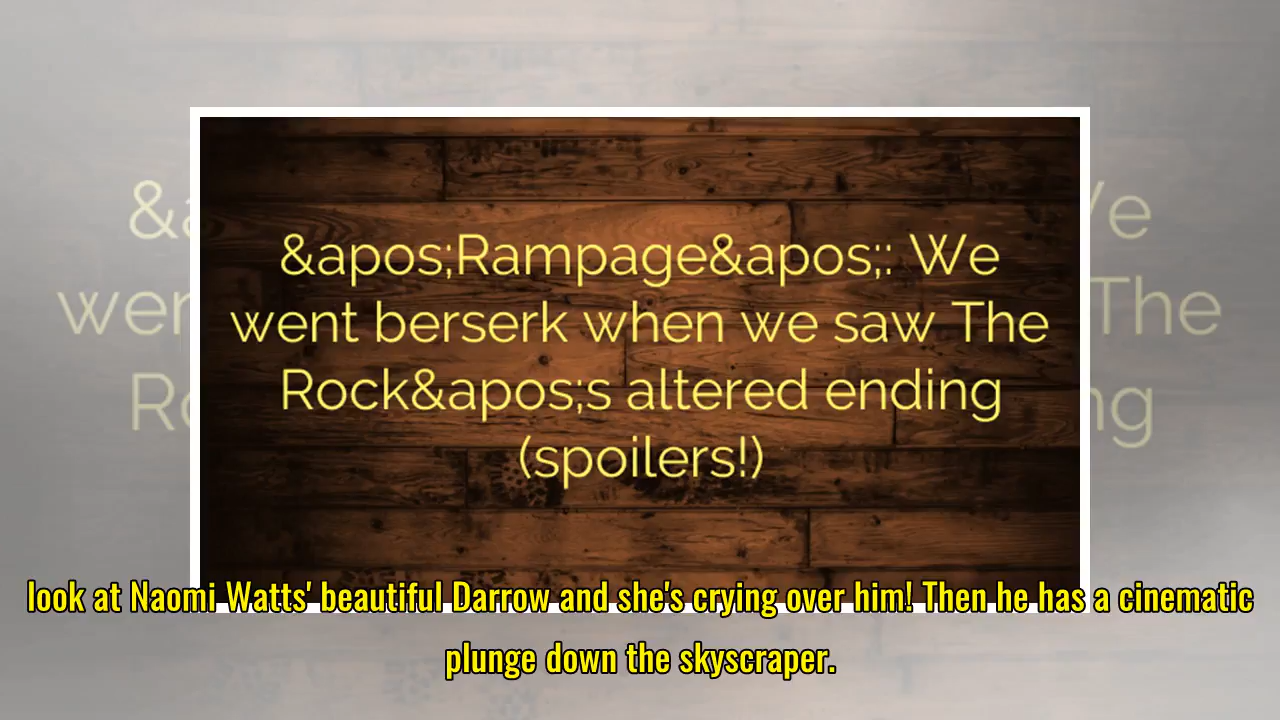 &apos;Rampage&apos;: We
went berserk when we saw The
Rock&apos;s altered ending
(spoilers!)
look at Naomi Watts' beautiful Darrow and she's crying over him! Then he has a cinematic
plunge down the skyscraper.